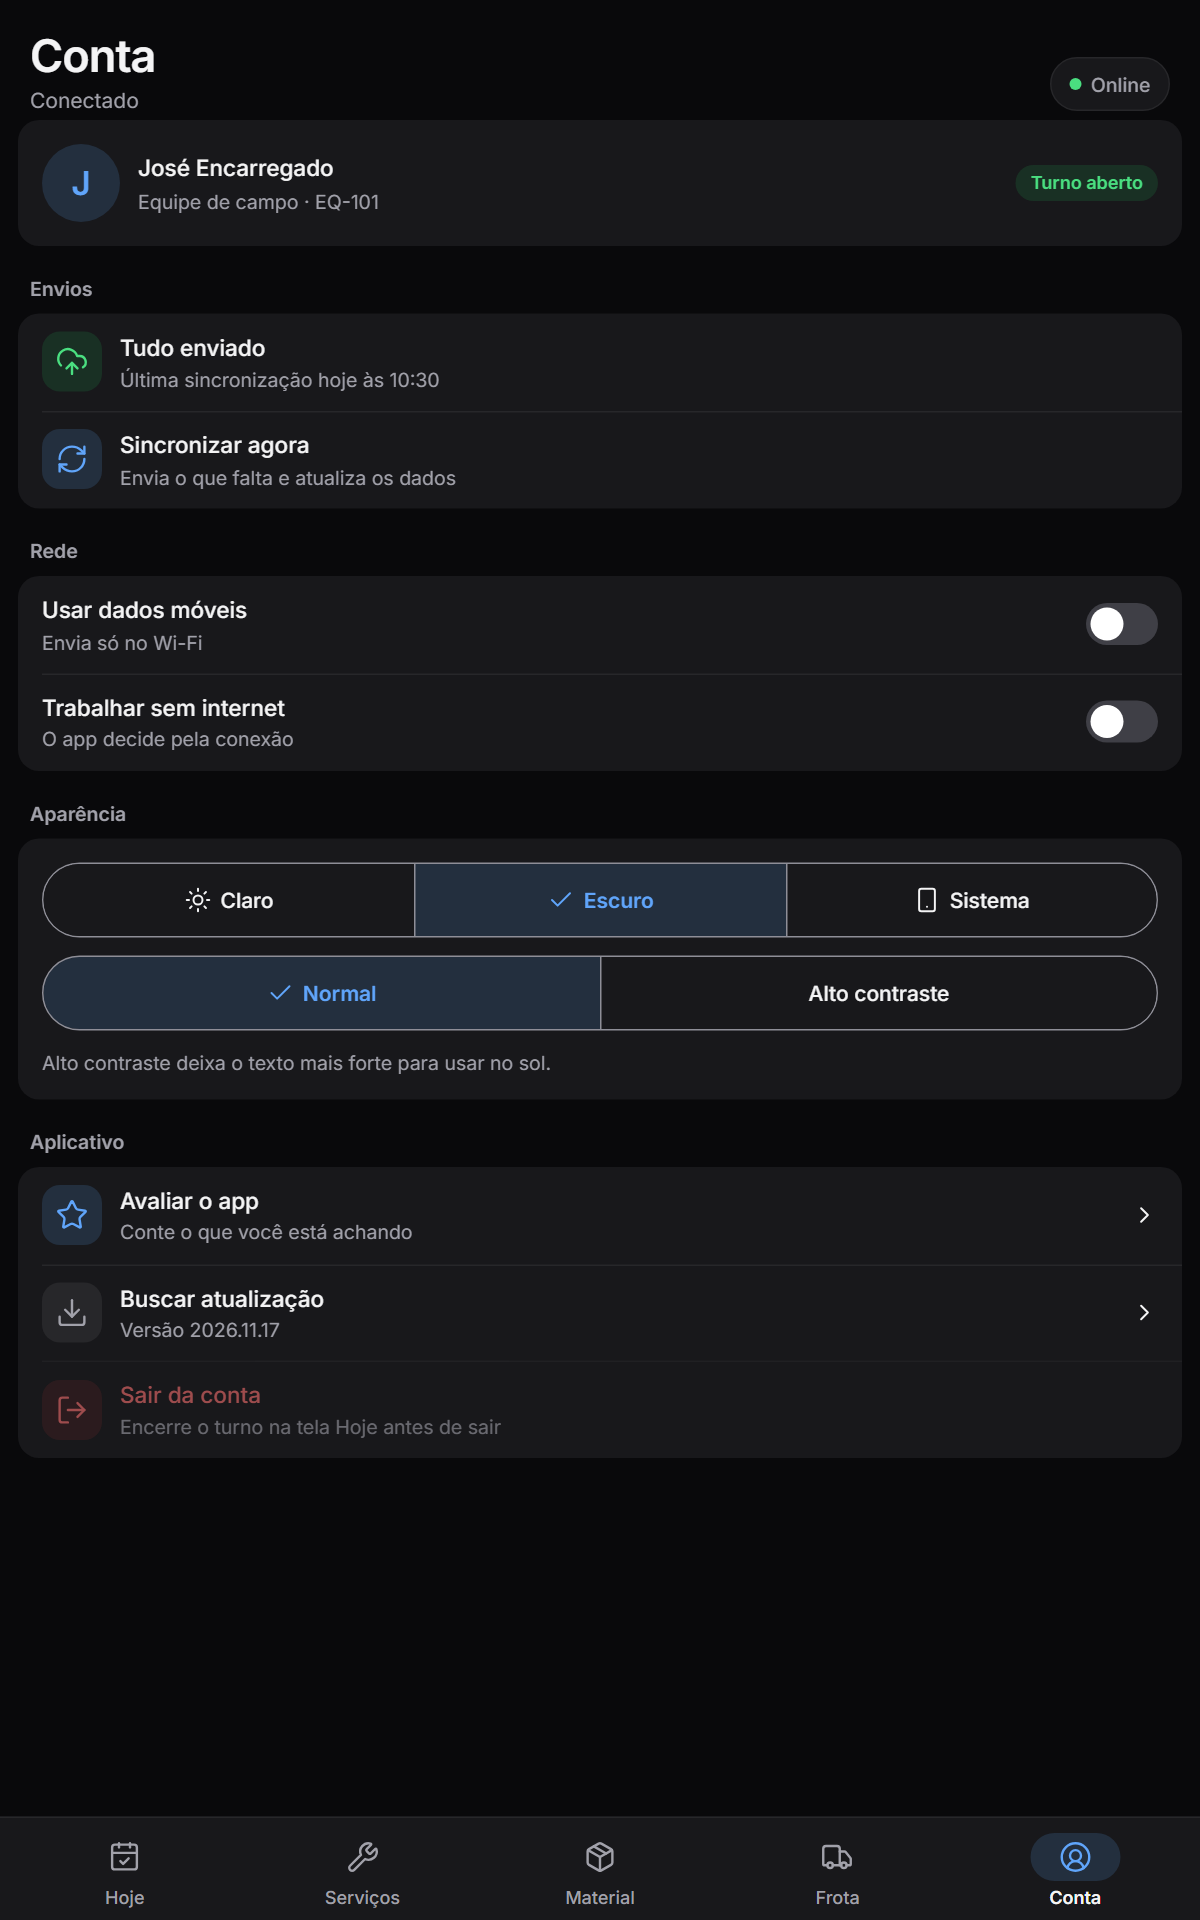 Conta
Conectado
Online
J
José Encarregado
Equipe de campo · EQ-101
Turno aberto
Envios
Tudo enviado
Última sincronização hoje às 10:30
Sincronizar agora
Envia o que falta e atualiza os dados
Rede
Usar dados móveis
Envia só no Wi-Fi
Trabalhar sem internet
O app decide pela conexão
Aparência
Claro
Escuro
Sistema
Normal
Alto contraste
Alto contraste deixa o texto mais forte para usar no sol.
Aplicativo
Avaliar o app
Conte o que você está achando
Buscar atualização
Versão 2026.11.17
Sair da conta
Encerre o turno na tela Hoje antes de sair
Hoje
Serviços
Material
Frota
Conta